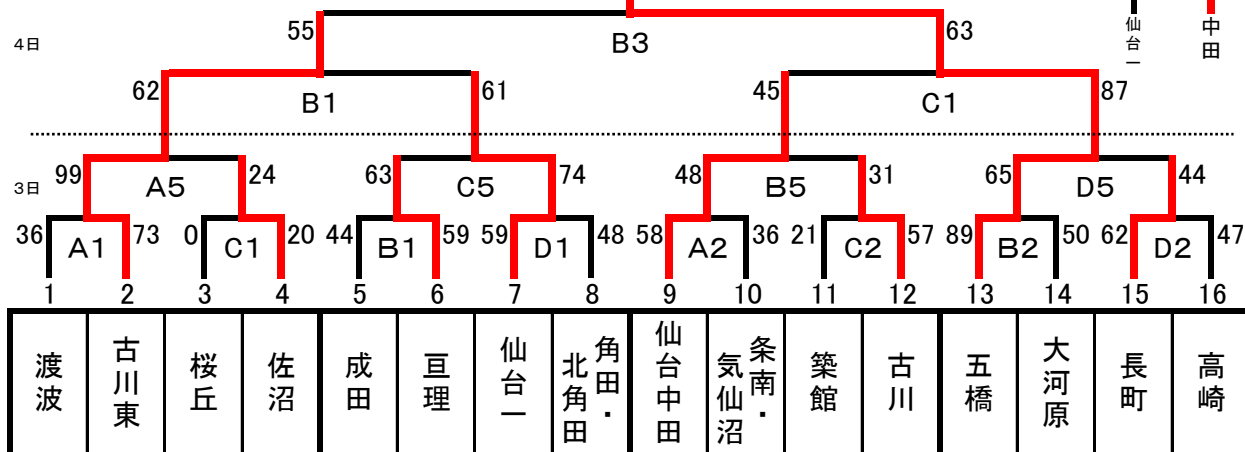 55
63
仙台一
中田
4日
B3
62
61
45
87
B1
C1
99
24
63
74
48
31
65
44
3日
A5
C5
B5
D5
36
73
0
20
44
59
59
48
58
36
21
57
89
50
62
47
A1
C1
B1
D1
A2
C2
B2
D2
1
2
3
4
5
6
7
8
9
10
11
12
13
14
15
16
渡波
古川東
桜丘
佐沼
成田
亘理
仙台一
角田・
北角田
仙台中田
条南・
気仙沼
築館
古川
五橋
大河原
長町
高崎